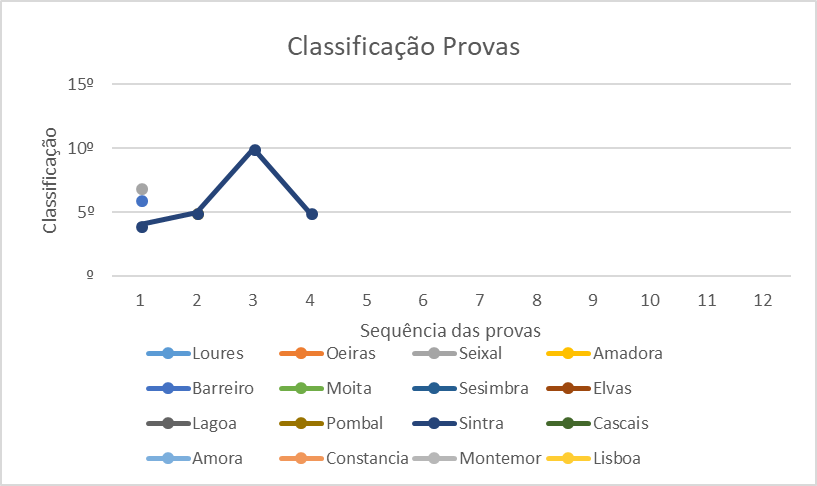 Classificação Provas
15º
10º
5º
º
Classificação
1 2 3 4 5 6 7 8 9 10 11 12
Sequência das provas
Loures Oeiras Seixal Amadora
Barreiro Moita Sesimbra Elvas
Lagoa Pombal Sintra Cascais
Amora Constancia Montemor Lisboa